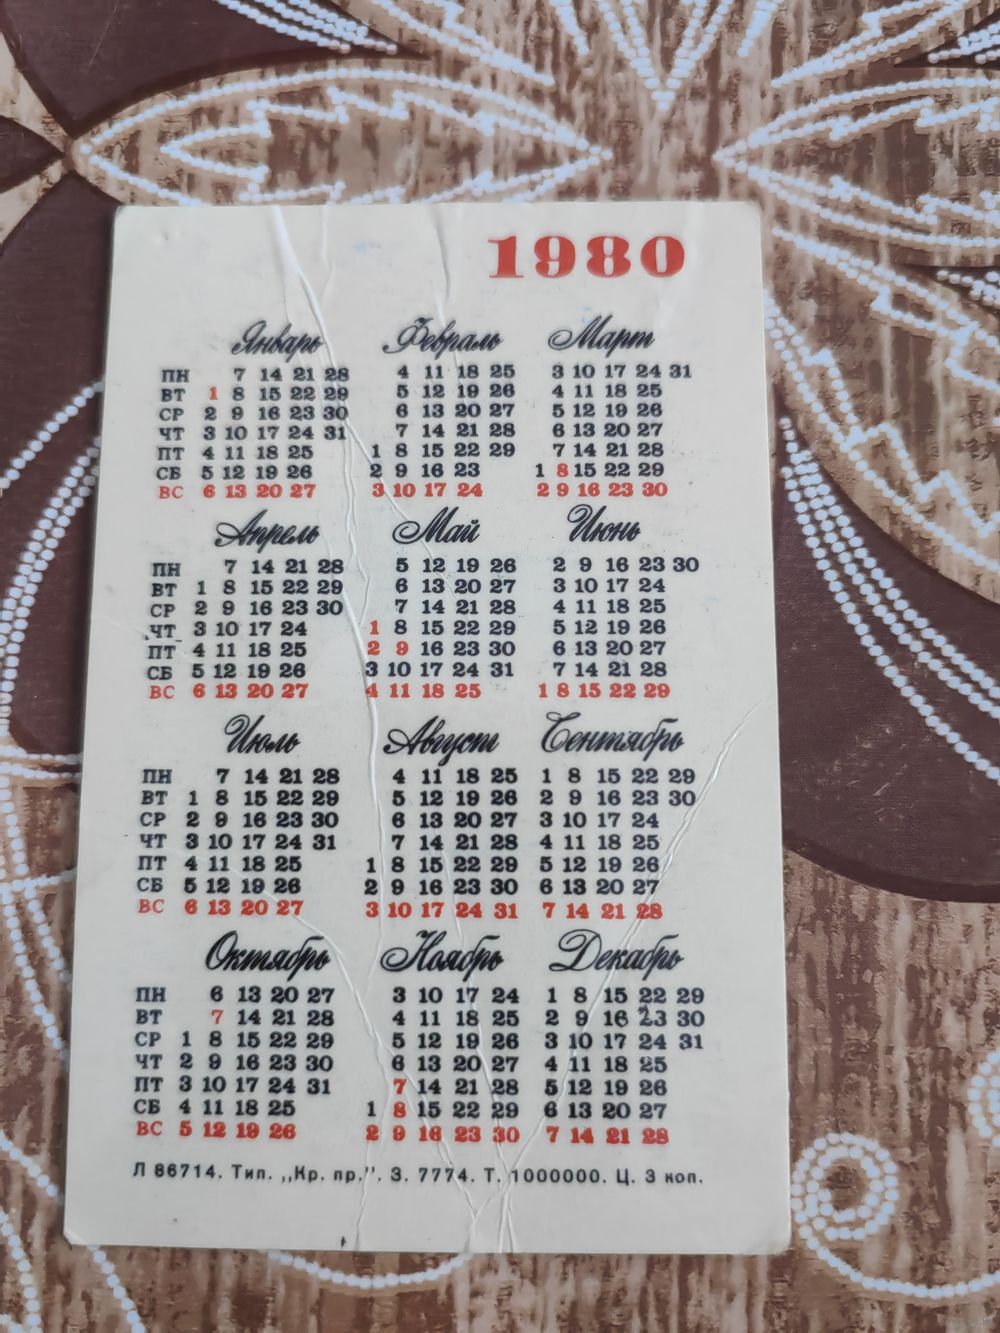 1980
Январь Февраль Март
ПН 7 14 21 28 4 11 18 25 3 10 17 24 31
ВТ 1 8 15 22 29 5 12 19 26 4 11 18 25
СР 2 9 16 23 30 6 13 20 27 5 12 19 26
ЧТ 3 10 17 24 31 7 14 21 28 6 13 20 27
ПТ 4 11 18 25 1 8 15 22 29 7 14 21 28
СБ 5 12 19 26 2 9 16 23 1 8 15 22 29
ВС 6 13 20 27 3 10 17 24 2 9 16 23 30
Апрель Май Июнь
ПН 7 14 21 28 5 12 19 26 2 9 16 23 30
ВТ 1 8 15 22 29 6 13 20 27 3 10 17 24
СР 2 9 16 23 30 7 14 21 28 4 11 18 25
ЧТ 3 10 17 24 1 8 15 22 29 5 12 19 26
ПТ 4 11 18 25 2 9 16 23 30 6 13 20 27
СБ 5 12 19 26 3 10 17 24 31 7 14 21 28
ВС 6 13 20 27 4 11 18 25 1 8 15 22 29
Июль Август Сентябрь
ПН 7 14 21 28 4 11 18 25 1 8 15 22 29
ВТ 1 8 15 22 29 5 12 19 26 2 9 16 23 30
СР 2 9 16 23 30 6 13 20 27 3 10 17 24
ЧТ 3 10 17 24 31 7 14 21 28 4 11 18 25
ПТ 4 11 18 25 1 8 15 22 29 5 12 19 26
СБ 5 12 19 26 2 9 16 23 30 6 13 20 27
ВС 6 13 20 27 3 10 17 24 31 7 14 21 28
Октябрь Ноябрь Декабрь
ПН 6 13 20 27 3 10 17 24 1 8 15 22 29
ВТ 7 14 21 28 4 11 18 25 2 9 16 23 30
СР 1 8 15 22 29 5 12 19 26 3 10 17 24 31
ЧТ 2 9 16 23 30 6 13 20 27 4 11 18 25
ПТ 3 10 17 24 31 7 14 21 28 5 12 19 26
СБ 4 11 18 25 1 8 15 22 29 6 13 20 27
ВС 5 12 19 26 2 9 16 23 30 7 14 21 28
Л 86714. Тип. „Кр. пр.". З. 7774. Т. 1000000. Ц. 3 коп.